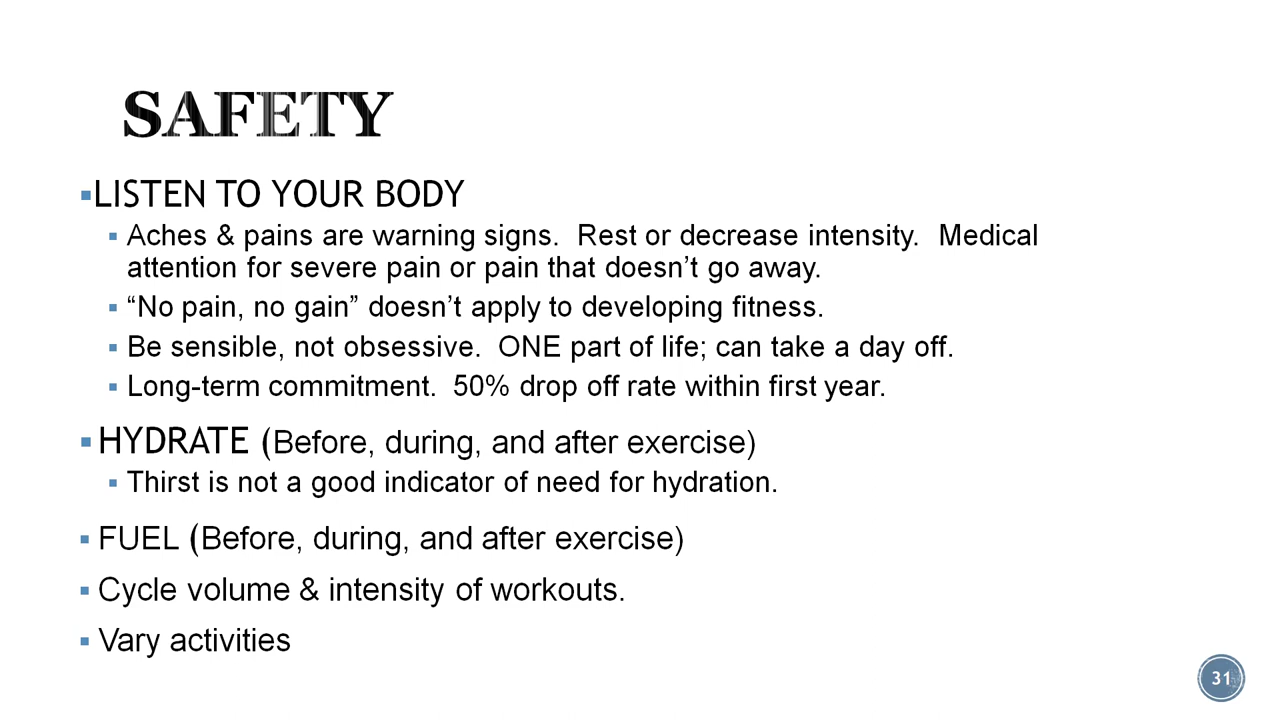 SAFETY
▪LISTEN TO YOUR BODY
▪ Aches & pains are warning signs.  Rest or decrease intensity.  Medical
attention for severe pain or pain that doesn’t go away.
▪ “No pain, no gain” doesn’t apply to developing fitness.
▪ Be sensible, not obsessive.  ONE part of life; can take a day off.
▪ Long-term commitment.  50% drop off rate within first year.
▪ HYDRATE (Before, during, and after exercise)
▪ Thirst is not a good indicator of need for hydration.
▪ FUEL (Before, during, and after exercise)
▪ Cycle volume & intensity of workouts.
▪ Vary activities
31